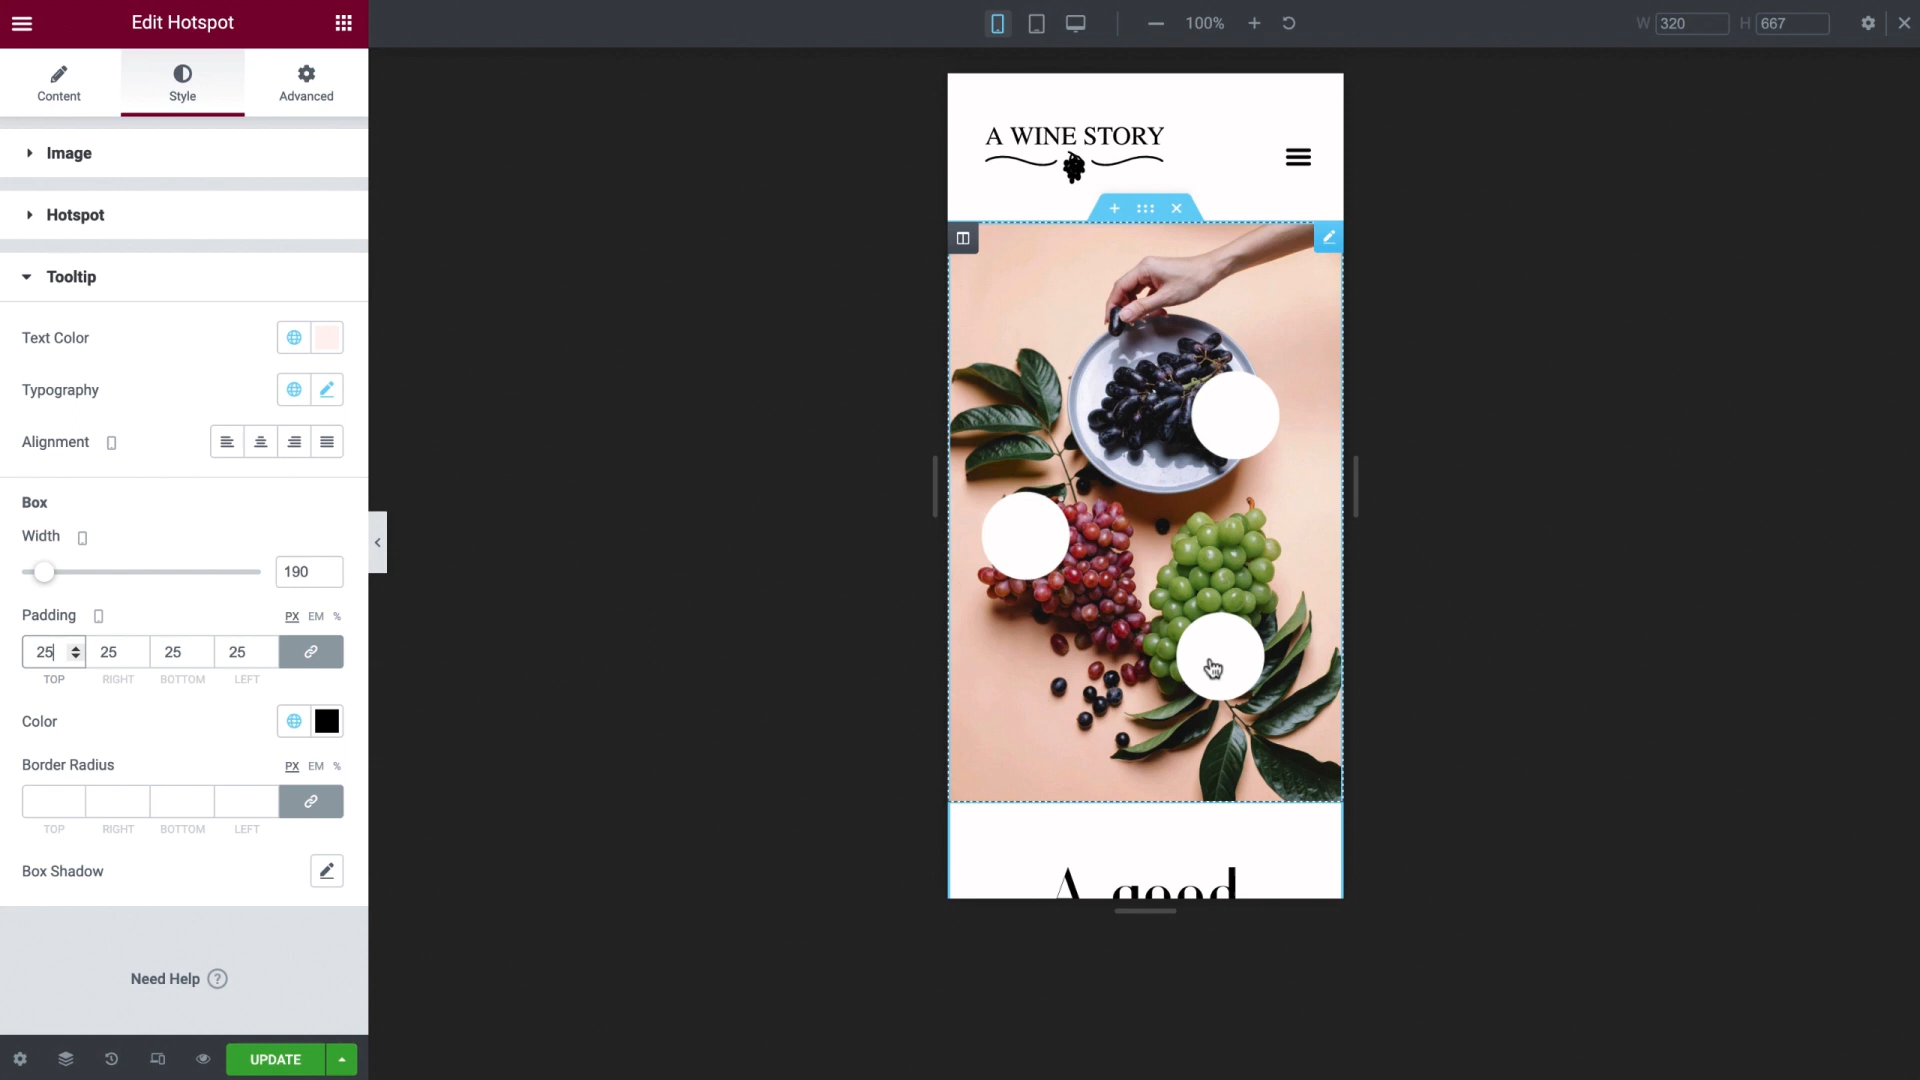 Edit Hotspot
100%
W 320 H 667
Content Style Advanced
Image
Hotspot
Tooltip
Text Color
Typography
Alignment
Box
Width
190
Padding PX EM %
25 25 25 25
TOP RIGHT BOTTOM LEFT
Color
Border Radius PX EM %
TOP RIGHT BOTTOM LEFT
Box Shadow
Need Help ?
UPDATE
A WINE STORY
A good